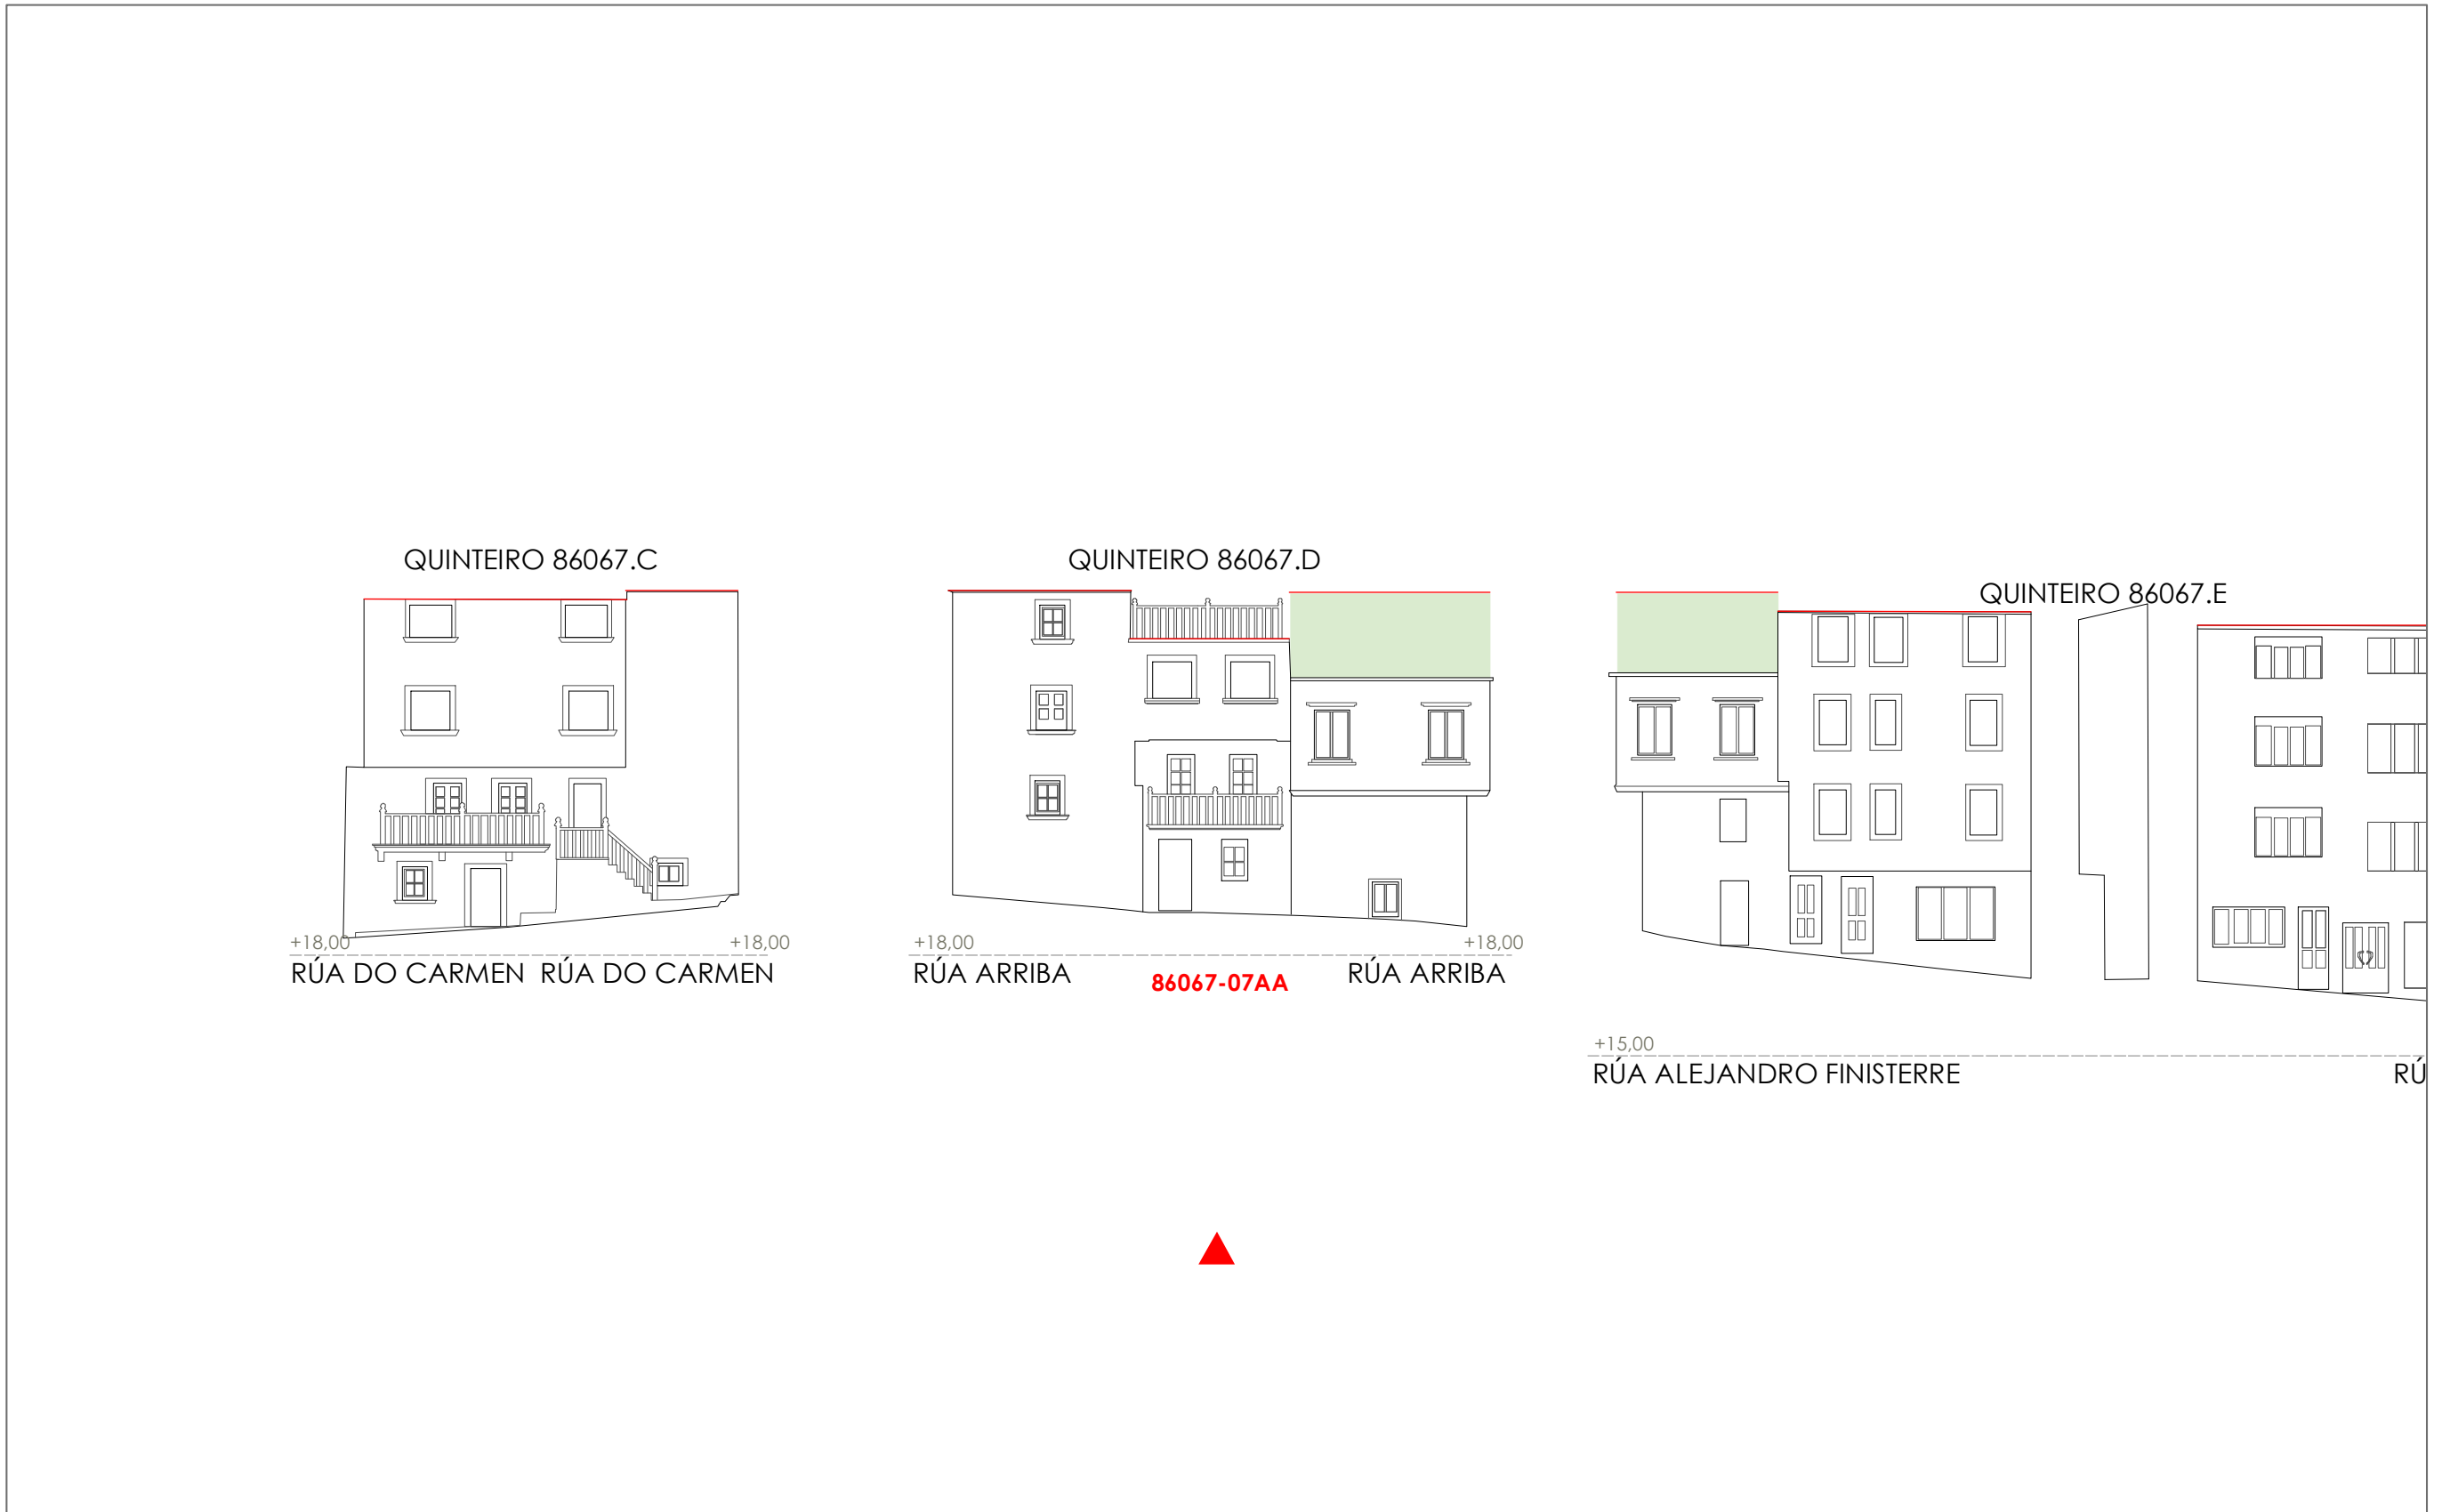 QUINTEIRO 86067.C
QUINTEIRO 86067.D
QUINTEIRO 86067.E
+18,00
+18,00
RÚA DO CARMEN RÚA DO CARMEN
+18,00
+18,00
RÚA ARRIBA
86067-07AA
RÚA ARRIBA
+15,00
RÚA ALEJANDRO FINISTERRE
RÚ